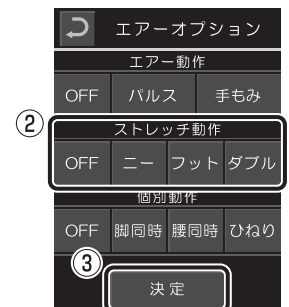 エアーオプション
エアー動作
OFF パルス 手もみ
②
ストレッチ動作
OFF ニー フット ダブル
個別動作
OFF 脚同時 腰同時 ひねり
③
決定